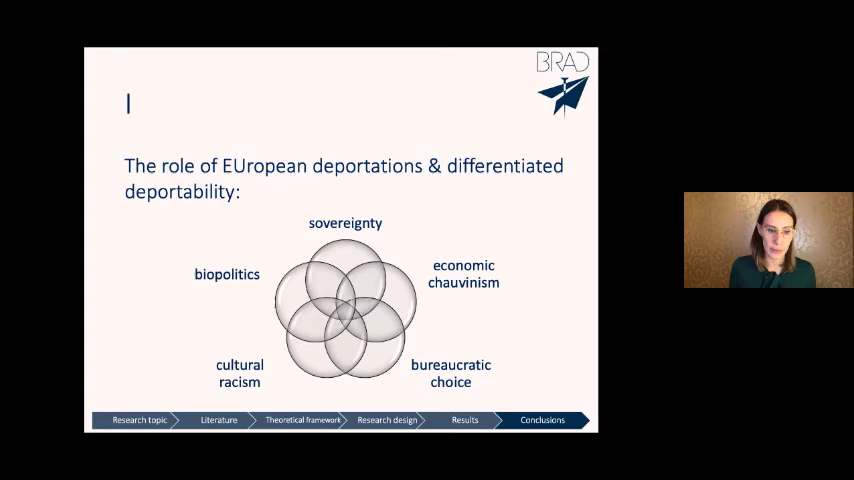 BRAD
I
The role of EUropean deportations & differentiated
deportability:
sovereignty
biopolitics
economic
chauvinism
cultural
racism
bureaucratic
choice
Research topic
Literature
Theoretical framework
Research design
Results
Conclusions